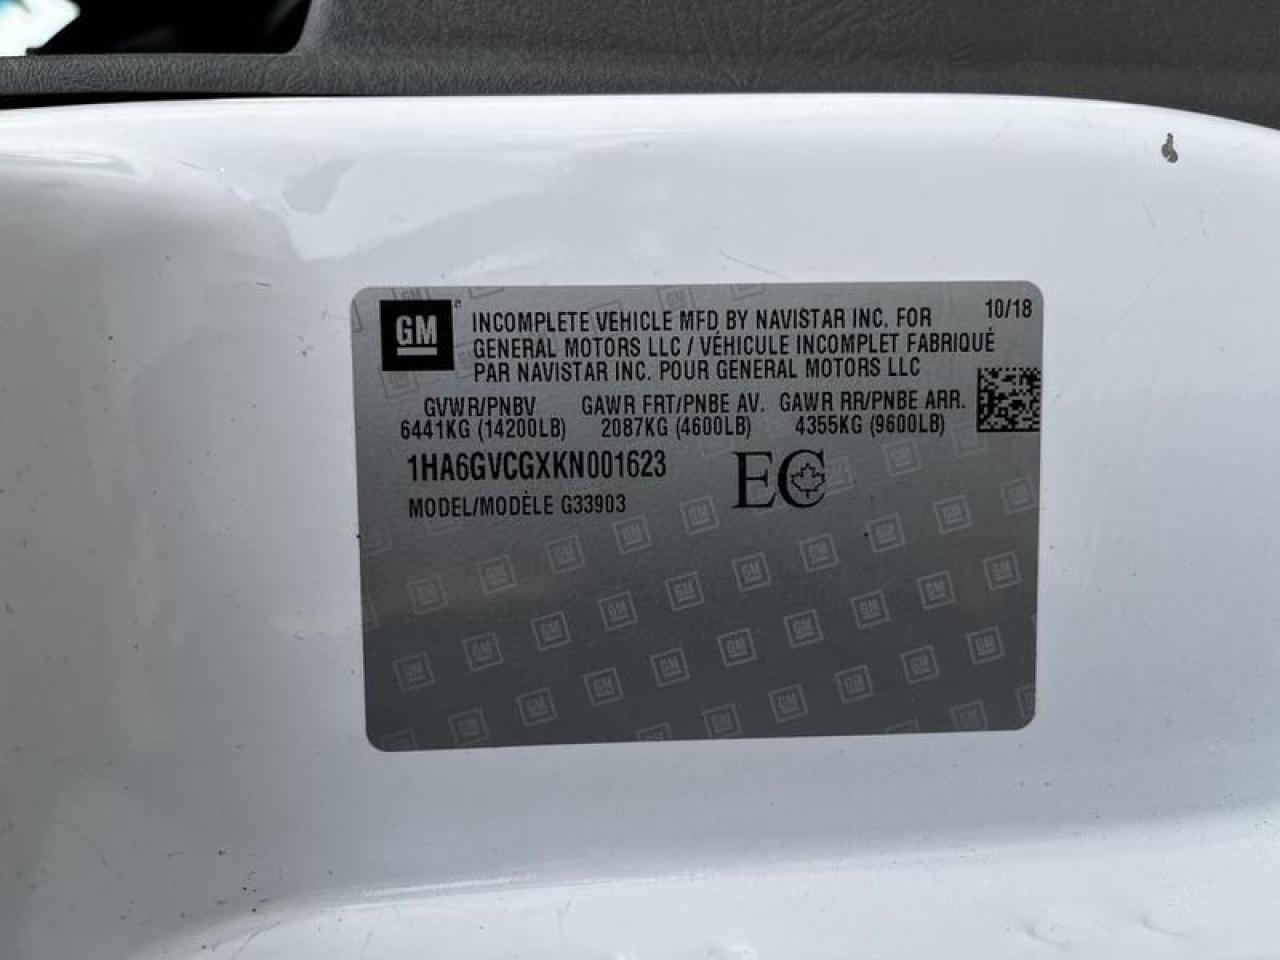 GM
INCOMPLETE VEHICLE MFD BY NAVISTAR INC. FOR
GENERAL MOTORS LLC / VÉHICULE INCOMPLET FABRIQUÉ
PAR NAVISTAR INC. POUR GENERAL MOTORS LLC
10/18
GVWR/PNBV GAWR FRT/PNBE AV. GAWR RR/PNBE ARR.
6441KG (14200LB) 2087KG (4600LB) 4355KG (9600LB)
1HA6GVCGXKN001623
EC
MODEL/MODÈLE G33903